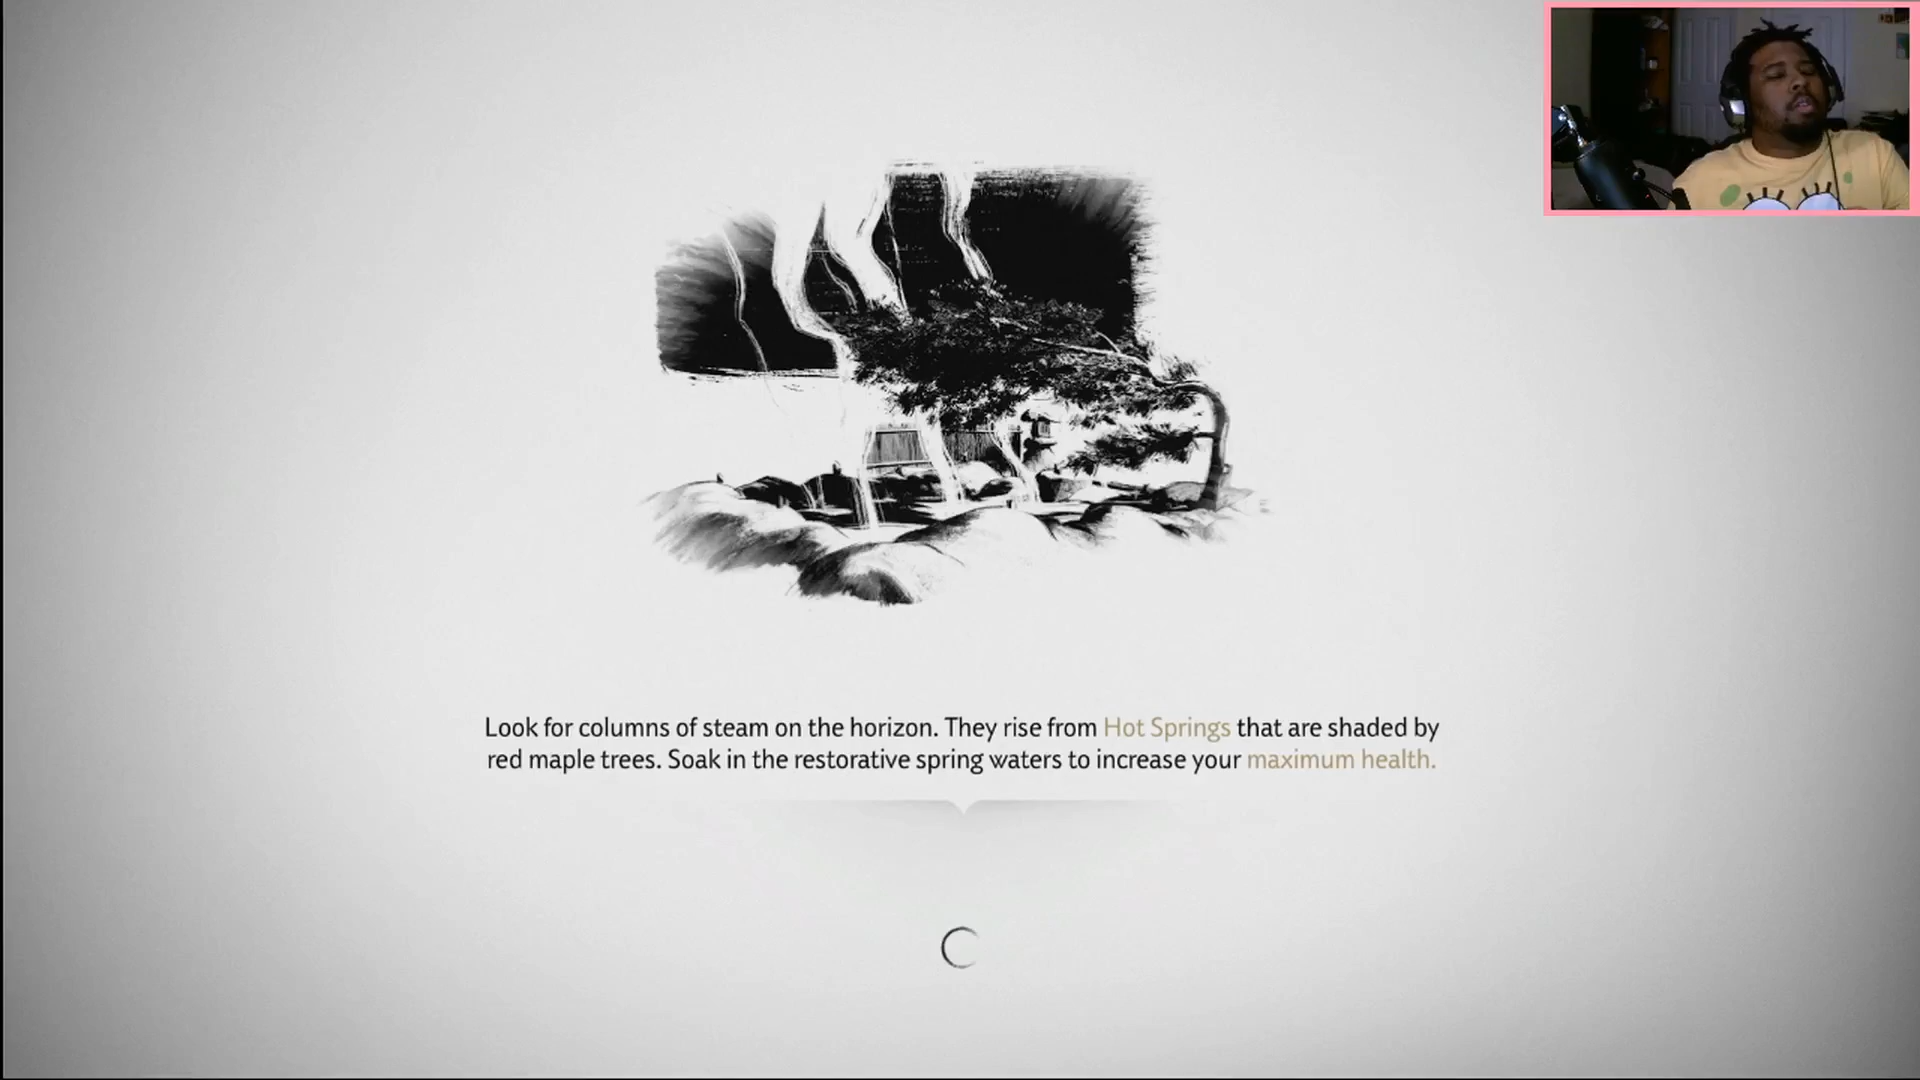 Look for columns of steam on the horizon. They rise from Hot Springs that are shaded by
red maple trees. Soak in the restorative spring waters to increase your maximum health.